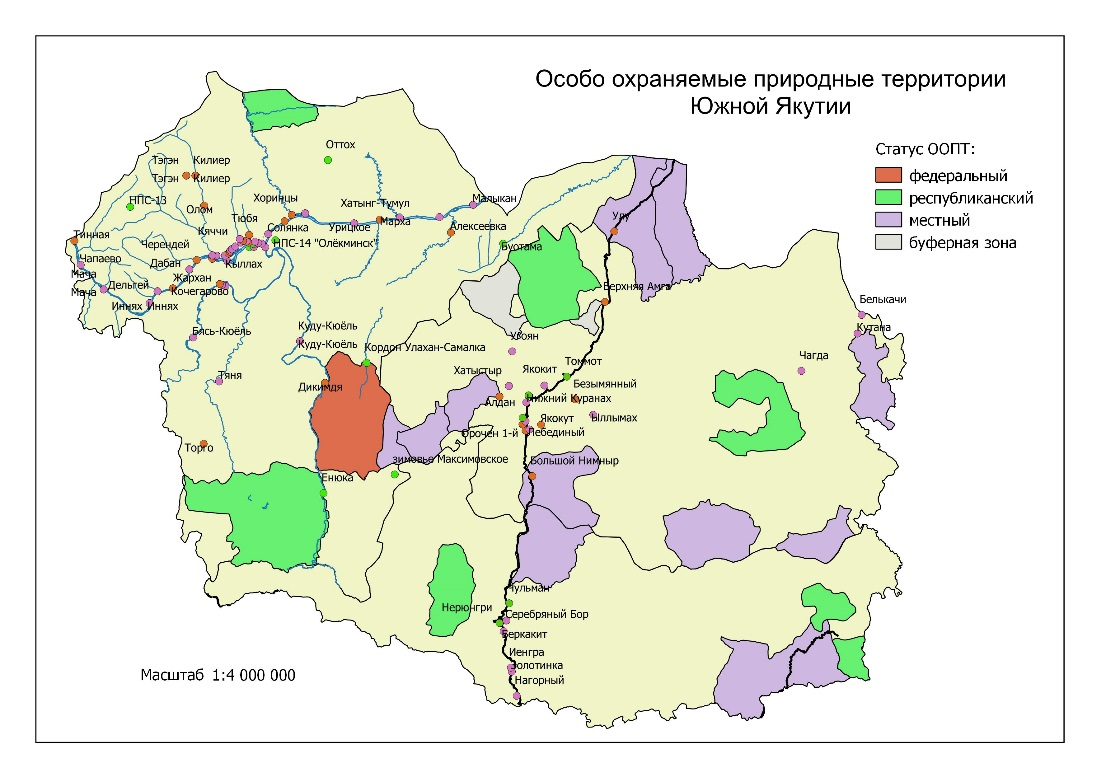 Особо охраняемые природные территории
Южной Якутии
Статус ООПТ:
федеральный
республиканский
местный
буферная зона
Оттох
Тэгэн Килиер
Тэгэн Килиер
НПС-13
Олом
Хоринцы
Хатынг-Тумул
Малыкан
Тюбя
Улу
Марха
Тинная
Кяччи
Солянка
Урицкое
Алексеевка
Черендей
НПС-14 "Олёкминск"
Буотама
Чапаево
Дабан
Кыллах
Мача
Жархан
Дельгей
Верхняя Амга
Мача
Кочегарово
Белькачи
Иннях Иннях
Куду-Кюёль
Кутана
Бясь-Кюёль
Угоян
Куду-Кюёль
Кордон Улахан-Самалка
Чагда
Томмот
Тяня
Хатыстыр
Якокит
Безымянный
Дикимдя
Алдан
Нижний Куранах
Якокут
Ыллымах
Орочен 1-й
Лебединый
Торго
зимовье Максимовское
Большой Нимныр
Енюка
Чульман
Нерюнгри
Серебряный Бор
Беркакит
Иенгра
Золотинка
Нагорный
Масштаб 1:4 000 000